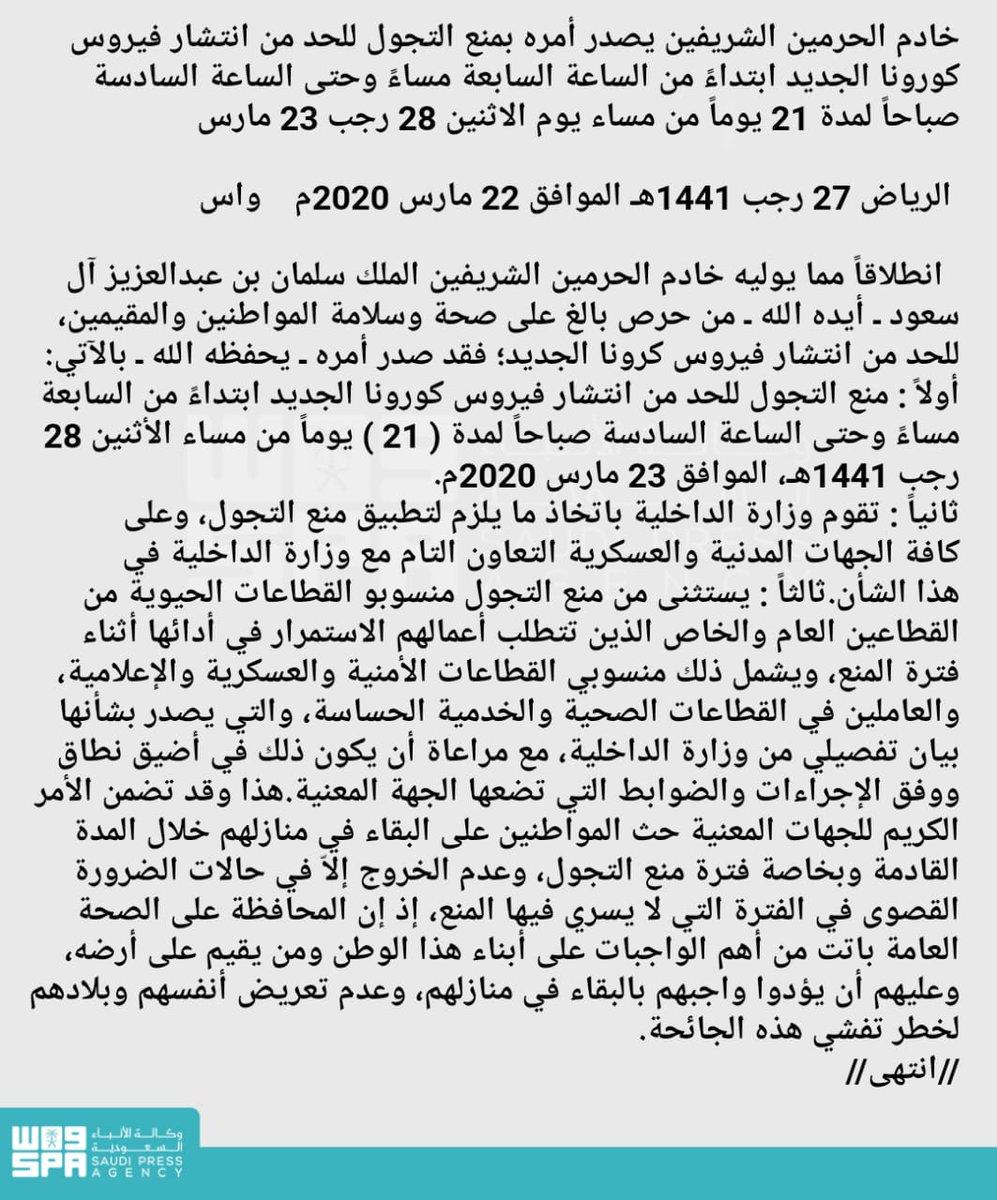 خادم الحرمين الشريفين يصدر أمره بمنع التجول للحد من انتشار فيروس
كورونا الجديد ابتداءً من الساعة السابعة مساءً وحتى الساعة السادسة
صباحاً لمدة 21 يوماً من مساء يوم الاثنين 28 رجب 23 مارس
الرياض 27 رجب 1441هـ الموافق 22 مارس 2020م واس
انطلاقاً مما يوليه خادم الحرمين الشريفين الملك سلمان بن عبدالعزيز آل
سعود ـ أيده الله ـ من حرص بالغ على صحة وسلامة المواطنين والمقيمين،
للحد من انتشار فيروس كرونا الجديد؛ فقد صدر أمره ـ يحفظه الله ـ بالآتي:
أولاً : منع التجول للحد من انتشار فيروس كورونا الجديد ابتداءً من السابعة
مساءً وحتى الساعة السادسة صباحاً لمدة ( 21 ) يوماً من مساء الأثنين 28
رجب 1441هـ، الموافق 23 مارس 2020م.
ثانياً : تقوم وزارة الداخلية باتخاذ ما يلزم لتطبيق منع التجول، وعلى
كافة الجهات المدنية والعسكرية التعاون التام مع وزارة الداخلية في
هذا الشأن.ثالثاً : يستثنى من منع التجول منسوبو القطاعات الحيوية من
القطاعين العام والخاص الذين تتطلب أعمالهم الاستمرار في أدائها أثناء
فترة المنع، ويشمل ذلك منسوبي القطاعات الأمنية والعسكرية والإعلامية،
والعاملين في القطاعات الصحية والخدمية الحساسة، والتي يصدر بشأنها
بيان تفصيلي من وزارة الداخلية، مع مراعاة أن يكون ذلك في أضيق نطاق
ووفق الإجراءات والضوابط التي تضعها الجهة المعنية.هذا وقد تضمن الأمر
الكريم للجهات المعنية حث المواطنين على البقاء في منازلهم خلال المدة
القادمة وبخاصة فترة منع التجول، وعدم الخروج إلاّ في حالات الضرورة
القصوى في الفترة التي لا يسري فيها المنع، إذ إن المحافظة على الصحة
العامة باتت من أهم الواجبات على أبناء هذا الوطن ومن يقيم على أرضه،
وعليهم أن يؤدوا واجبهم بالبقاء في منازلهم، وعدم تعريض أنفسهم وبلادهم
لخطر تفشي هذه الجائحة.
//انتهى//
واس
SPA
وكالة الأنباء
السعودية
SAUDI PRESS
AGENCY